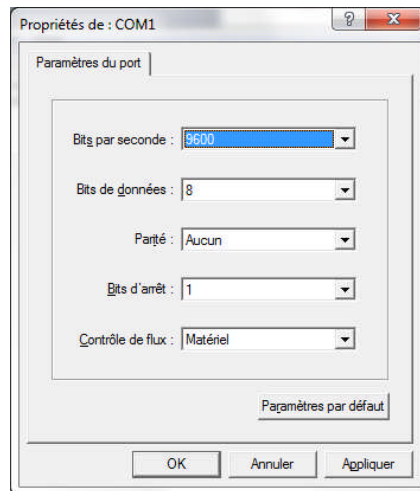 Propriétés de : COM1
Paramètres du port
Bits par seconde : 9600
Bits de données : 8
Parité : Aucun
Bits d'arrêt : 1
Contrôle de flux : Matériel
Paramètres par défaut
OK Annuler Appliquer